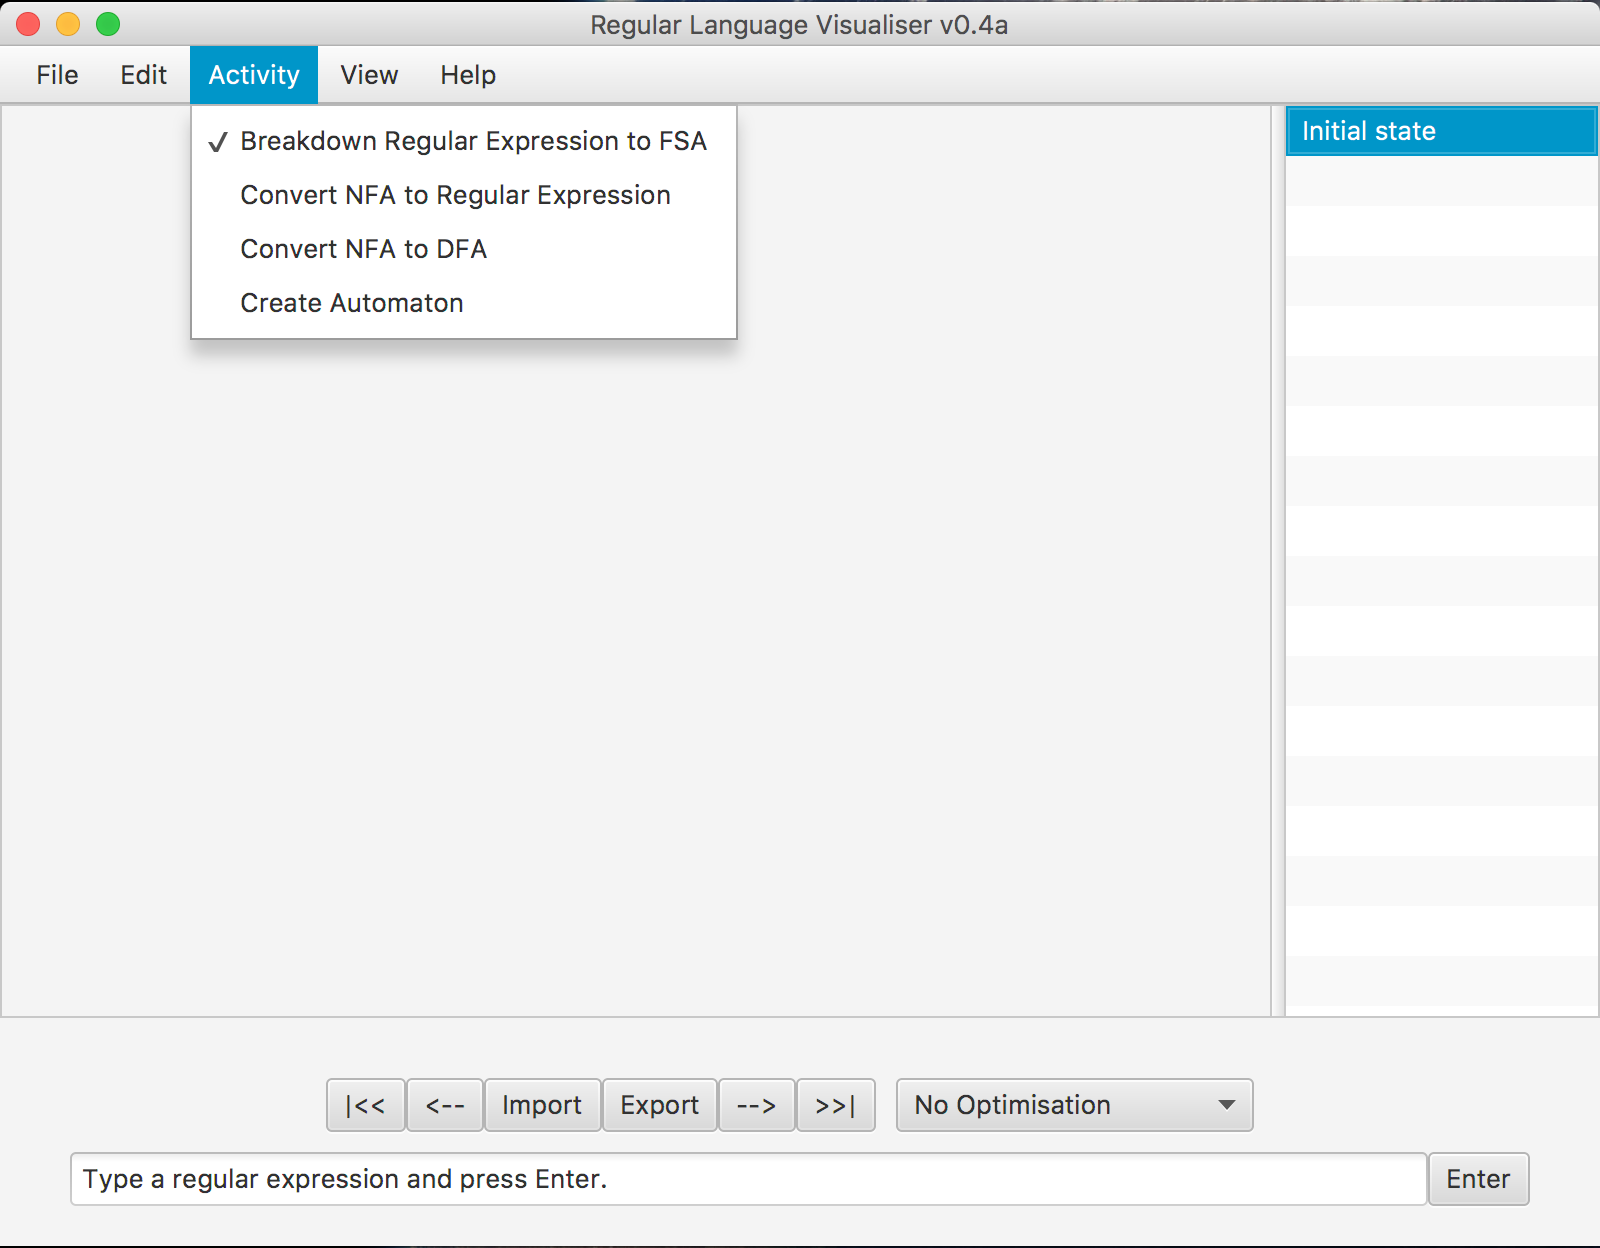 Regular Language Visualiser v0.4a
File Edit Activity View Help
✓ Breakdown Regular Expression to FSA
Convert NFA to Regular Expression
Convert NFA to DFA
Create Automaton
Initial state
|<< <-- Import Export --> >>| No Optimisation
Type a regular expression and press Enter. Enter